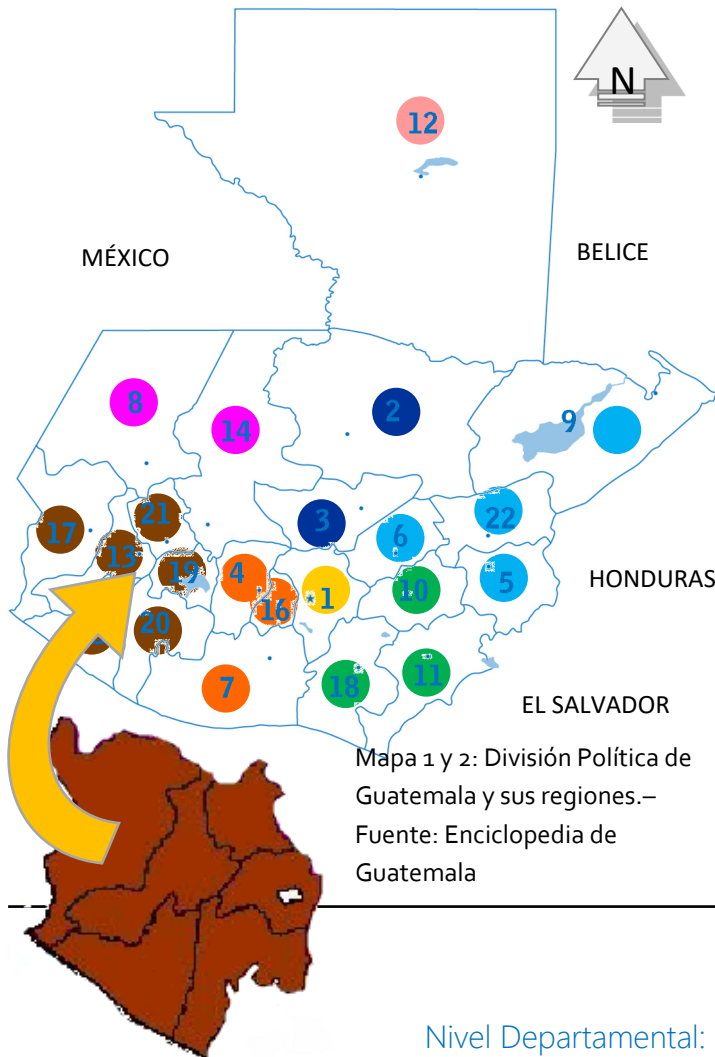 N
12
MÉXICO
BELICE
8
14
2
9
17
21
3
6
22
13
19
4
16
1
10
5
HONDURAS
20
7
18
11
EL SALVADOR
Mapa 1 y 2: División Política de
Guatemala y sus regiones.–
Fuente: Enciclopedia de
Guatemala
Nivel Departamental: